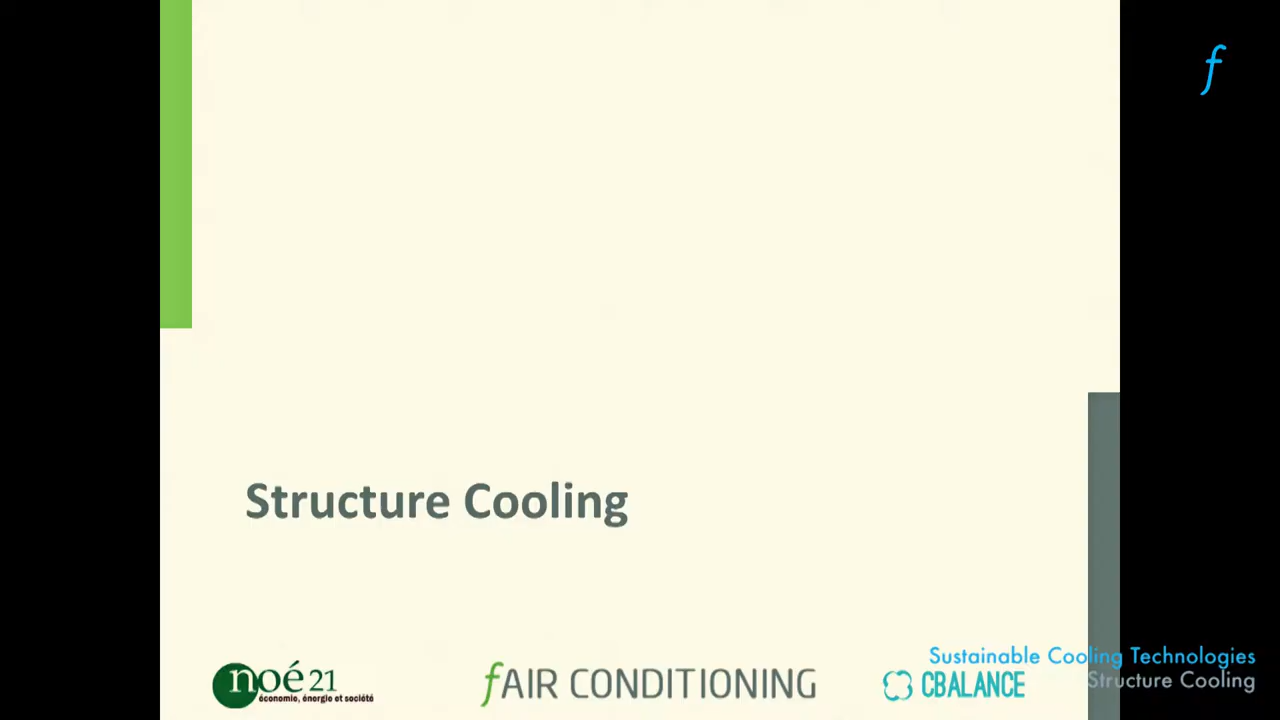 f
Structure Cooling
noé21
économie, énergie et société
fAIR CONDITIONING
CBALANCE
Sustainable Cooling Technologies
Structure Cooling